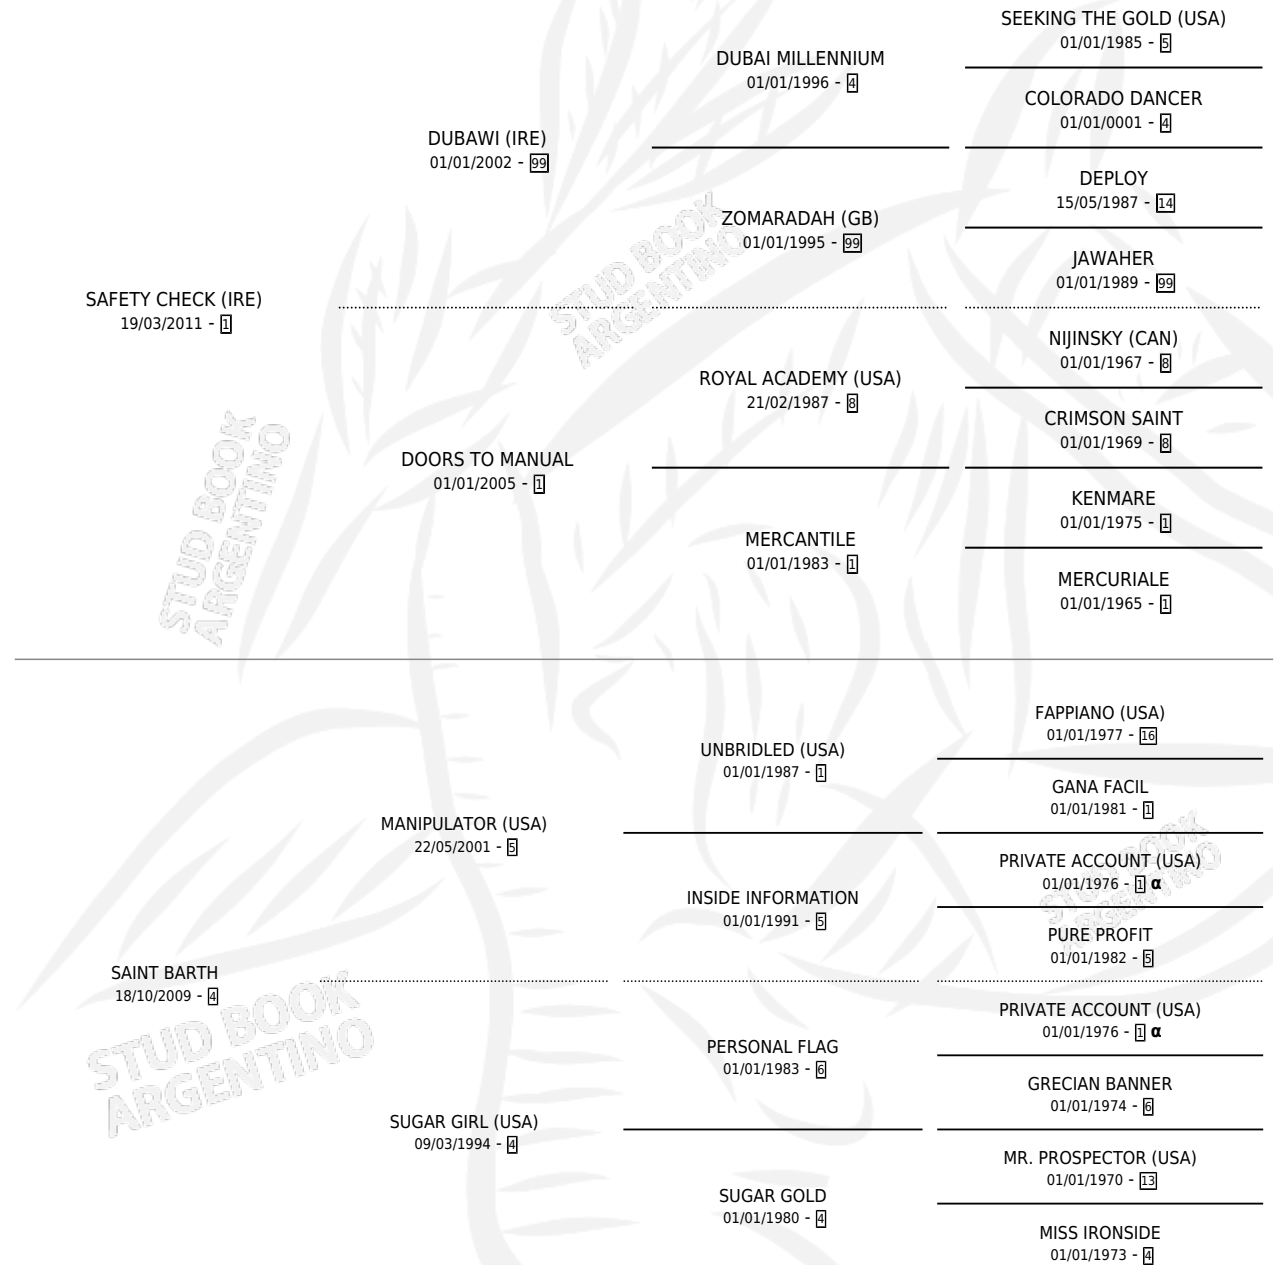 SEEKING THE GOLD (USA)
01/01/1985 - 5
DUBAI MILLENNIUM
01/01/1996 - 4
COLORADO DANCER
01/01/0001 - 4
DUBAWI (IRE)
01/01/2002 - 99
DEPLOY
15/05/1987 - 14
ZOMARADAH (GB)
01/01/1995 - 99
JAWAHER
01/01/1989 - 99
SAFETY CHECK (IRE)
19/03/2011 - 1
NIJINSKY (CAN)
01/01/1967 - 8
ROYAL ACADEMY (USA)
21/02/1987 - 8
CRIMSON SAINT
01/01/1969 - 8
DOORS TO MANUAL
01/01/2005 - 1
KENMARE
01/01/1975 - 1
MERCANTILE
01/01/1983 - 1
MERCURIALE
01/01/1965 - 1
FAPPIANO (USA)
01/01/1977 - 16
UNBRIDLED (USA)
01/01/1987 - 1
GANA FACIL
01/01/1981 - 1
MANIPULATOR (USA)
22/05/2001 - 5
PRIVATE ACCOUNT (USA)
01/01/1976 - 1 α
INSIDE INFORMATION
01/01/1991 - 5
PURE PROFIT
01/01/1982 - 5
SAINT BARTH
18/10/2009 - 4
PRIVATE ACCOUNT (USA)
01/01/1976 - 1 α
PERSONAL FLAG
01/01/1983 - 6
GRECIAN BANNER
01/01/1974 - 6
SUGAR GIRL (USA)
09/03/1994 - 4
MR. PROSPECTOR (USA)
01/01/1970 - 13
SUGAR GOLD
01/01/1980 - 4
MISS IRONSIDE
01/01/1973 - 4
STUD BOOK
ARGENTINO
STUD BOOK
ARGENTINO
STUD BOOK
ARGENTINO
STUD BOOK
ARGENTINO